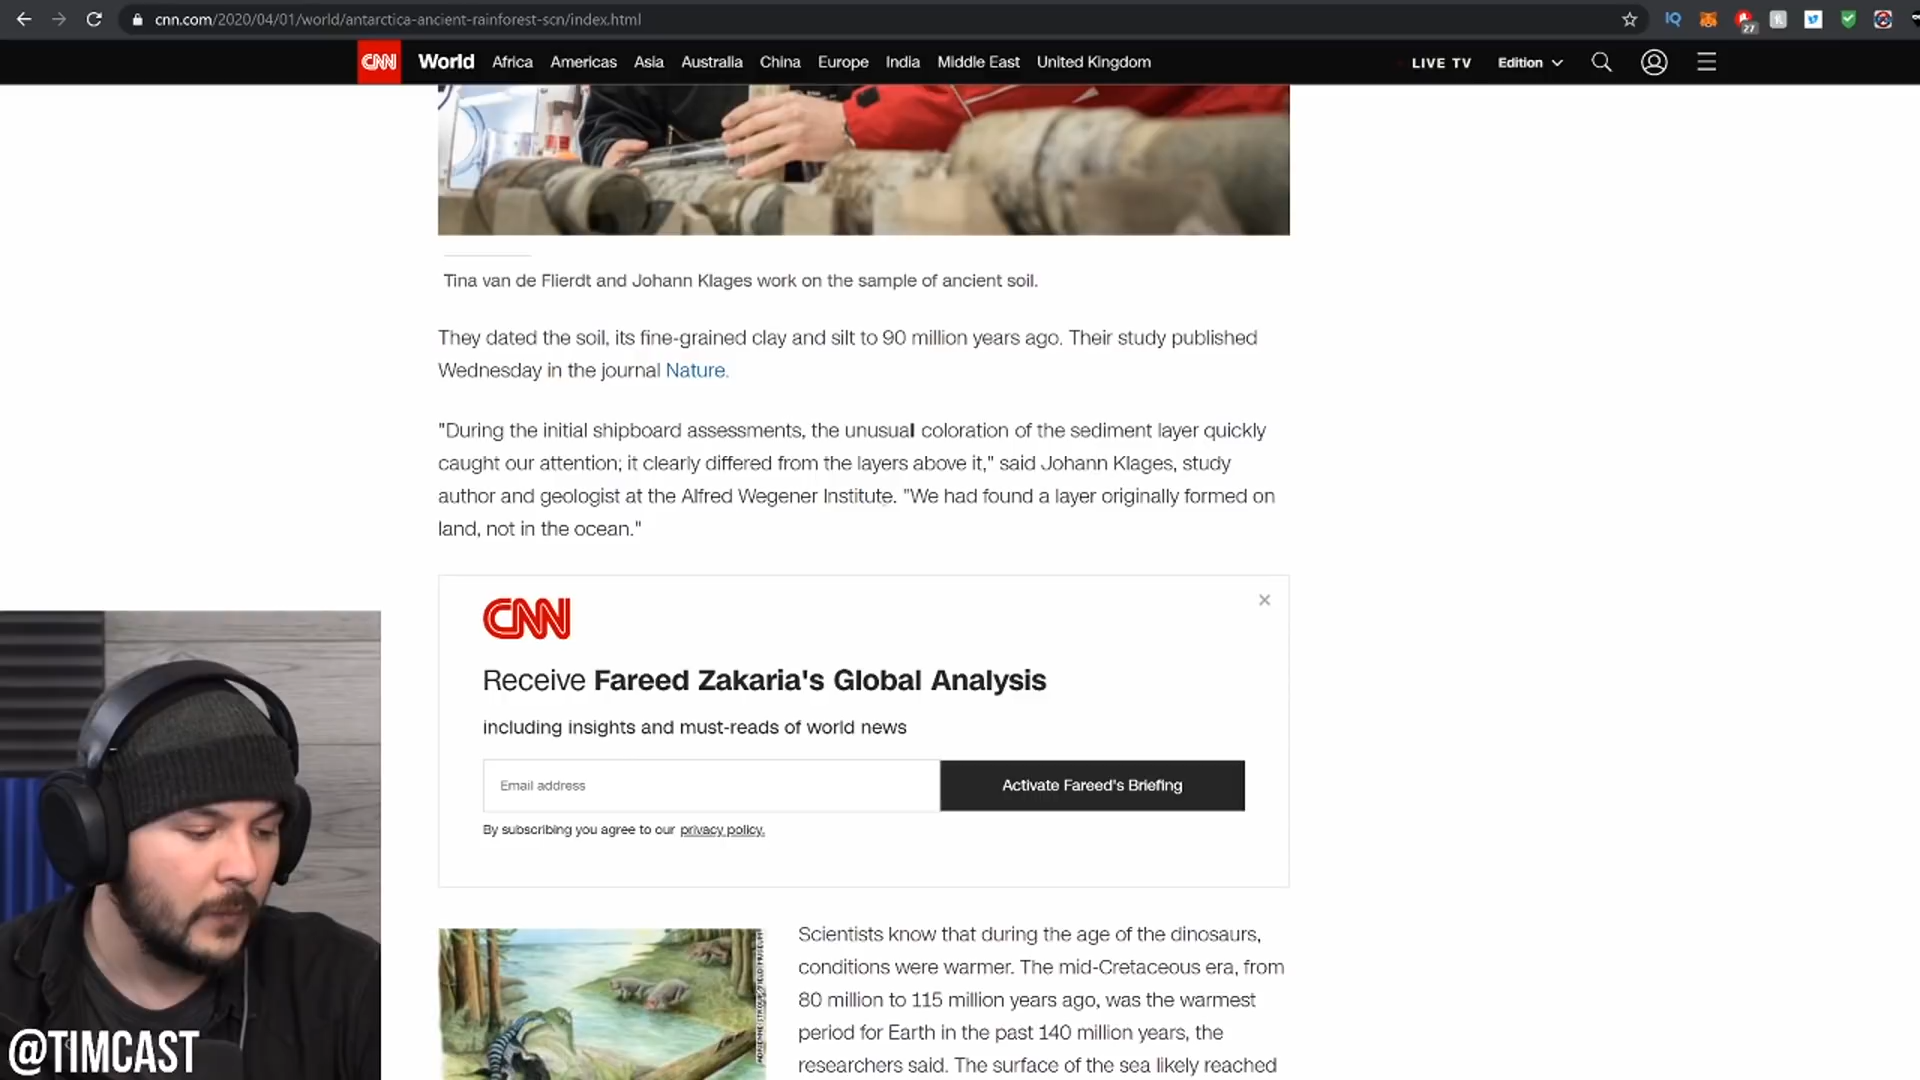 cnn.com/2020/04/01/world/antarctica-ancient-rainforest-scn/index.html
IQ
27
CNN World Africa Americas Asia Australia China Europe India Middle East United Kingdom LIVE TV Edition
Tina van de Flierdt and Johann Klages work on the sample of ancient soil.
They dated the soil, its fine-grained clay and silt to 90 million years ago. Their study published
Wednesday in the journal Nature.
"During the initial shipboard assessments, the unusual coloration of the sediment layer quickly
caught our attention; it clearly differed from the layers above it," said Johann Klages, study
author and geologist at the Alfred Wegener Institute. "We had found a layer originally formed on
land, not in the ocean."
CNN
Receive Fareed Zakaria's Global Analysis
including insights and must-reads of world news
Email address
Activate Fareed's Briefing
By subscribing you agree to our privacy policy.
Scientists know that during the age of the dinosaurs,
conditions were warmer. The mid-Cretaceous era, from
80 million to 115 million years ago, was the warmest
period for Earth in the past 140 million years, the
researchers said. The surface of the sea likely reached
@TIMCAST